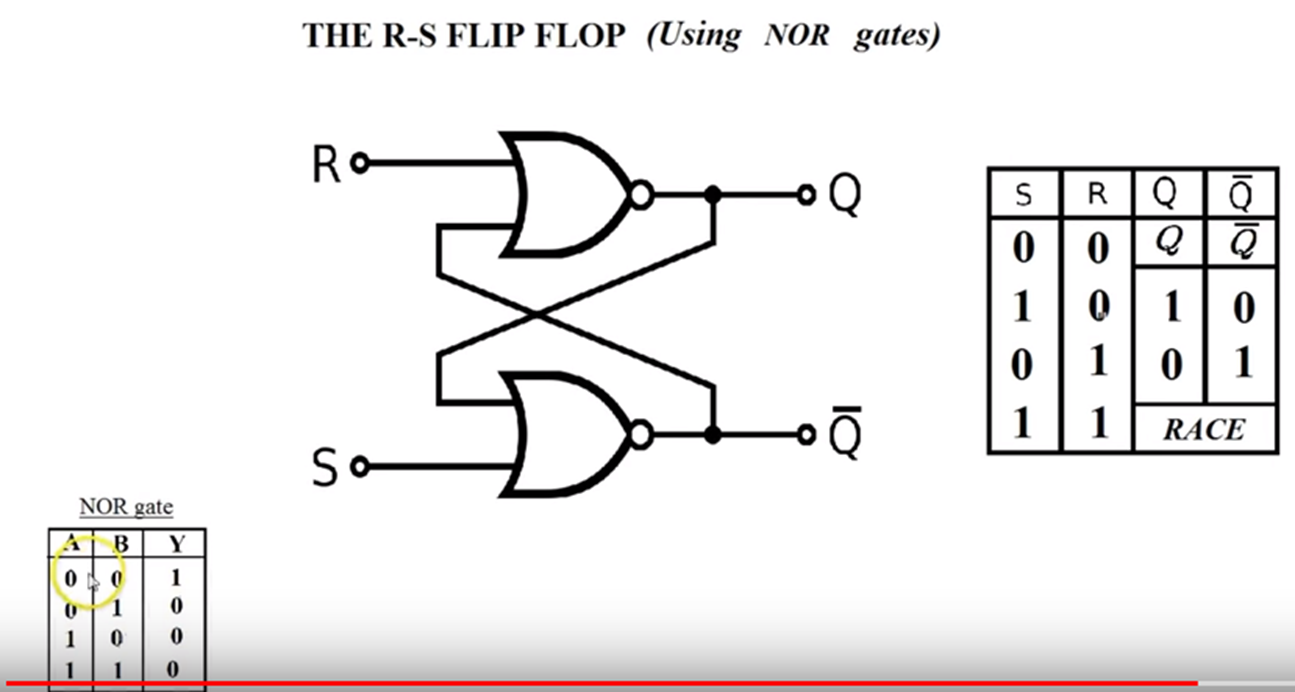 THE R-S FLIP FLOP (Using NOR gates)
R
Q
S R Q Q̅
0 0 Q Q̅
1 0 1 0
0 1 0 1
1 1 RACE
S
Q̅
NOR gate
A B Y
0 0 1
0 1 0
1 0 0
1 1 0